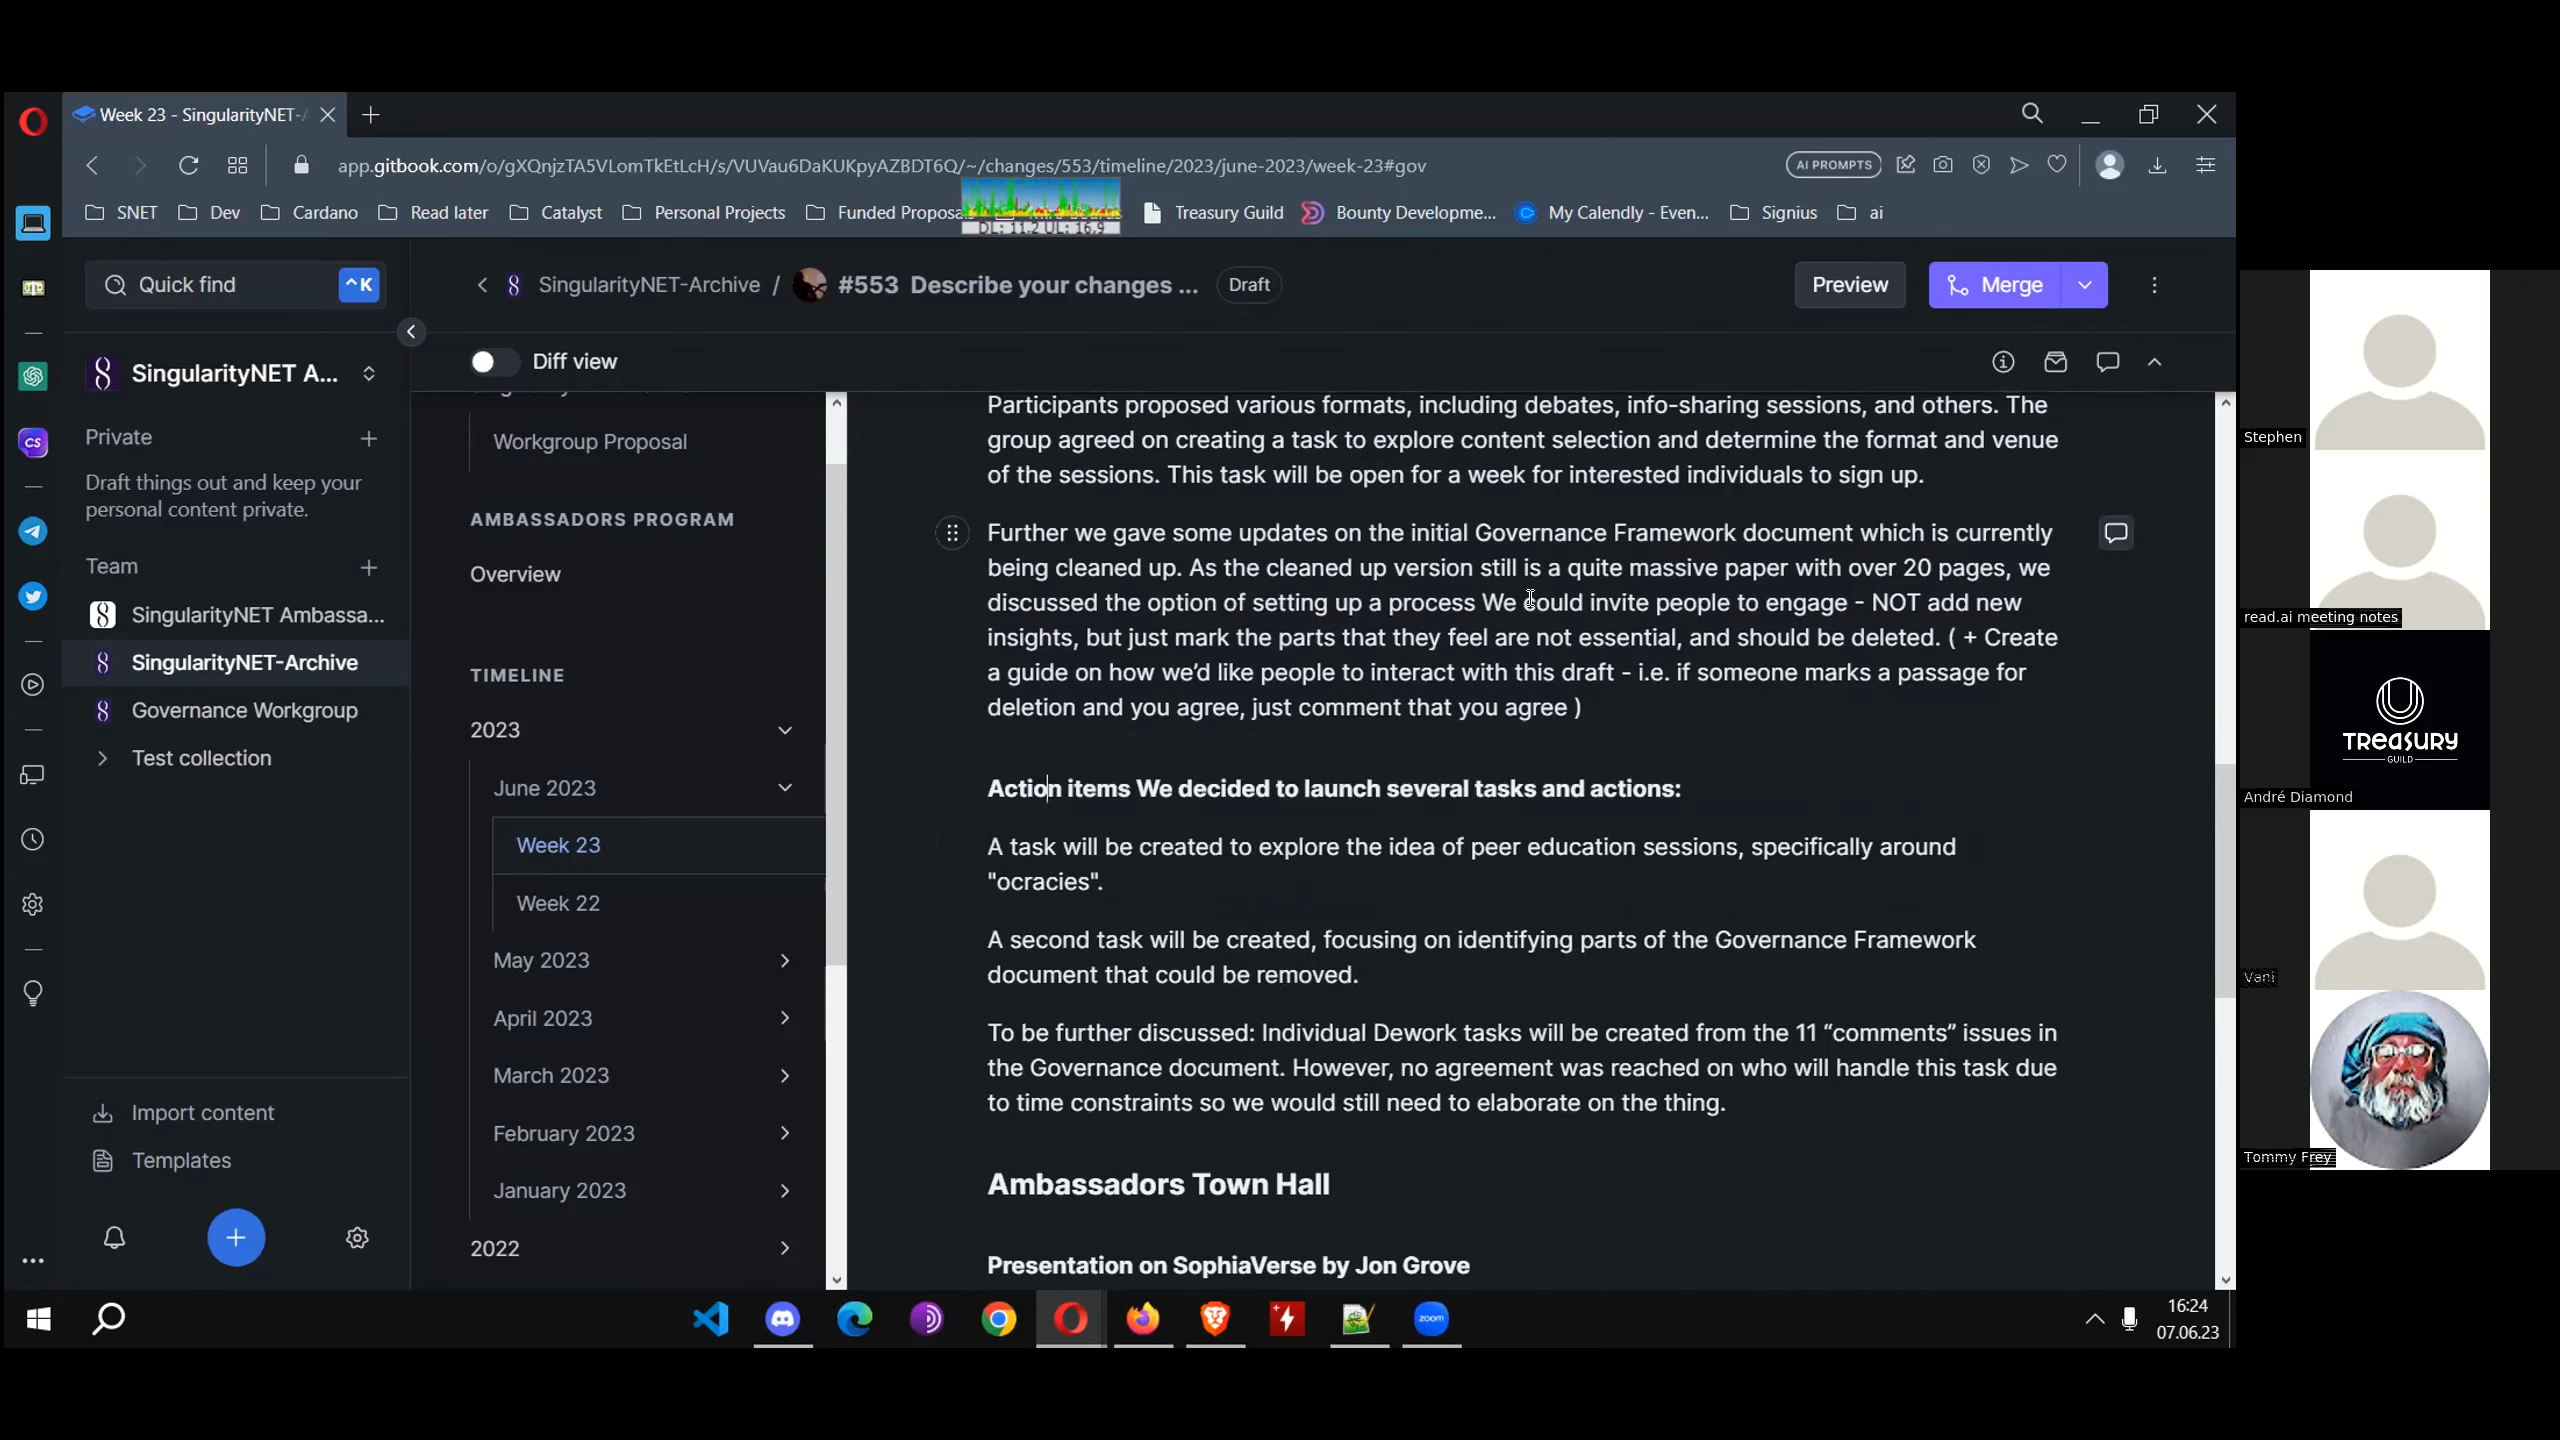 Week 23 - SingularityNET-A
app.gitbook.com/o/gXQnjzTA5VLomTkEtLcH/s/VUVau6DaKUKpyAZBDT6Q/~/changes/553/timeline/2023/june-2023/week-23#gov
AI PROMPTS
SNET
Dev
Cardano
Read later
Catalyst
Personal Projects
Funded Proposa
DL: 11.2 UL: 16.9
Treasury Guild
Bounty Developme...
My Calendly - Even...
Signius
ai
Quick find
^K
SingularityNET-Archive / #553 Describe your changes ...
Draft
Preview
Merge
Diff view
SingularityNET A...
Private
Draft things out and keep your
personal content private.
Team
SingularityNET Ambassa...
SingularityNET-Archive
Governance Workgroup
Test collection
Import content
Templates
Workgroup Proposal
AMBASSADORS PROGRAM
Overview
TIMELINE
2023
June 2023
Week 23
Week 22
May 2023
April 2023
March 2023
February 2023
January 2023
2022
Participants proposed various formats, including debates, info-sharing sessions, and others. The
group agreed on creating a task to explore content selection and determine the format and venue
of the sessions. This task will be open for a week for interested individuals to sign up.
Further we gave some updates on the initial Governance Framework document which is currently
being cleaned up. As the cleaned up version still is a quite massive paper with over 20 pages, we
discussed the option of setting up a process We could invite people to engage - NOT add new
insights, but just mark the parts that they feel are not essential, and should be deleted. ( + Create
a guide on how we’d like people to interact with this draft - i.e. if someone marks a passage for
deletion and you agree, just comment that you agree )
Action items We decided to launch several tasks and actions:
A task will be created to explore the idea of peer education sessions, specifically around
"ocracies".
A second task will be created, focusing on identifying parts of the Governance Framework
document that could be removed.
To be further discussed: Individual Dework tasks will be created from the 11 “comments” issues in
the Governance document. However, no agreement was reached on who will handle this task due
to time constraints so we would still need to elaborate on the thing.
Ambassadors Town Hall
Presentation on SophiaVerse by Jon Grove
Stephen
read.ai meeting notes
TREASURY
GUILD
André Diamond
Vani
Tommy Frey
CS
zoom
16:24
07.06.23